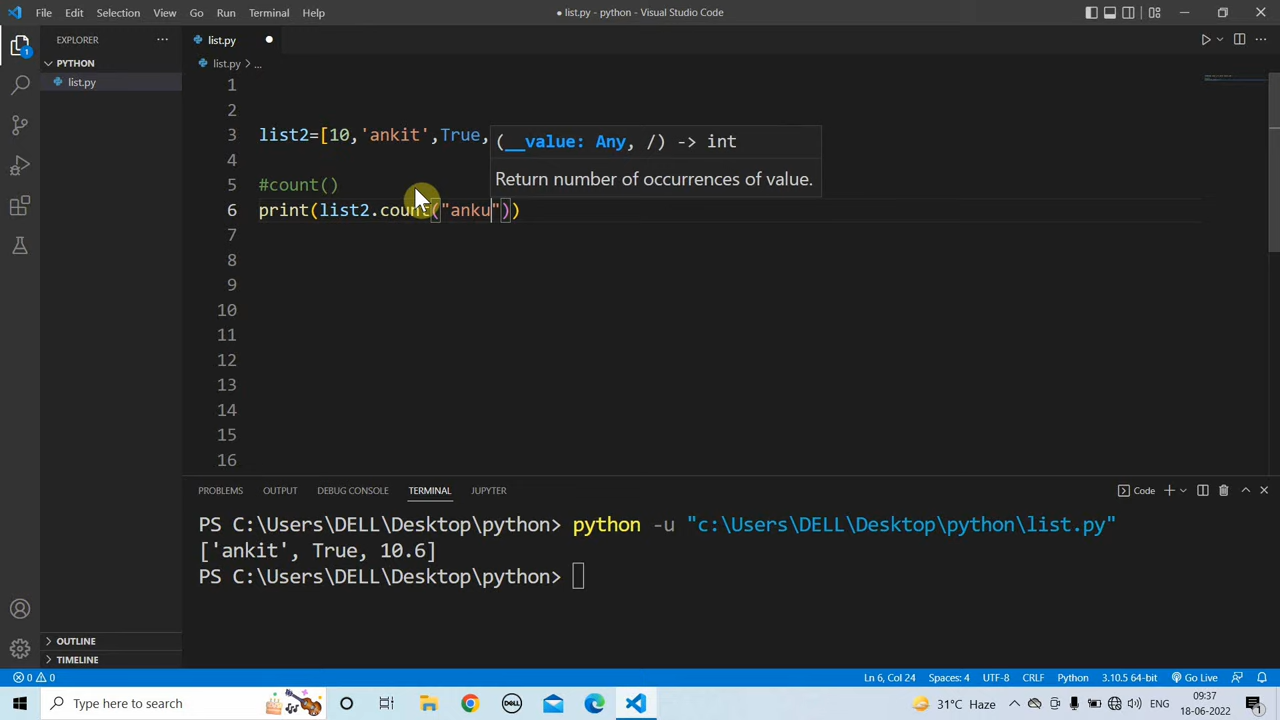 File Edit Selection View Go Run Terminal Help
● list.py - python - Visual Studio Code
EXPLORER
list.py
PYTHON
list.py > ...
list.py
1
2
3 list2=[10,'ankit',True,
(__value: Any, /) -> int
4
Return number of occurrences of value.
5 #count()
6 print(list2.count("anku"))
7
8
9
10
11
12
13
14
15
16
PROBLEMS OUTPUT DEBUG CONSOLE TERMINAL JUPYTER
Code
PS C:\Users\DELL\Desktop\python> python -u "c:\Users\DELL\Desktop\python\list.py"
['ankit', True, 10.6]
PS C:\Users\DELL\Desktop\python>
OUTLINE
TIMELINE
0 0
Ln 6, Col 24 Spaces: 4 UTF-8 CRLF Python 3.10.5 64-bit Go Live
Type here to search
DELL
31°C Haze
ENG
09:37
18-06-2022
1
1